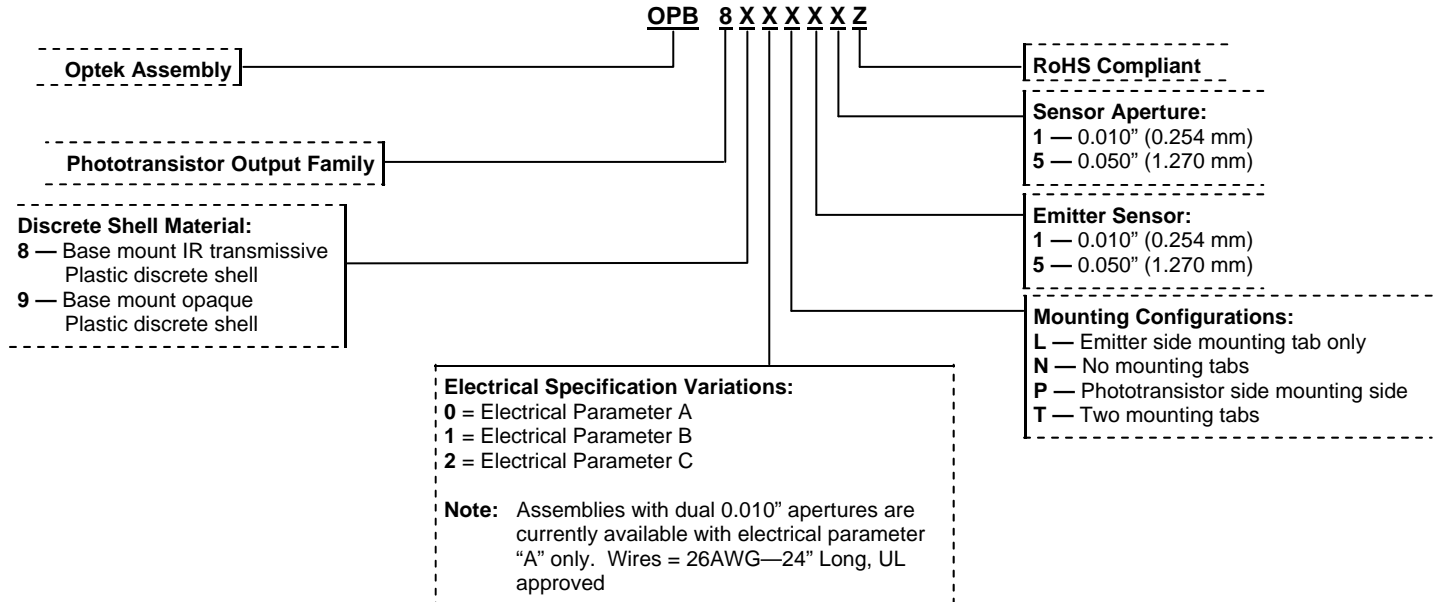 OPB 8 X X X X X Z
Optek Assembly
RoHS Compliant
Sensor Aperture:
1 — 0.010” (0.254 mm)
5 — 0.050” (1.270 mm)
Phototransistor Output Family
Discrete Shell Material:
8 — Base mount IR transmissive
Plastic discrete shell
9 — Base mount opaque
Plastic discrete shell
Emitter Sensor:
1 — 0.010” (0.254 mm)
5 — 0.050” (1.270 mm)
Mounting Configurations:
L — Emitter side mounting tab only
N — No mounting tabs
P — Phototransistor side mounting side
T — Two mounting tabs
Electrical Specification Variations:
0 = Electrical Parameter A
1 = Electrical Parameter B
2 = Electrical Parameter C
Note: Assemblies with dual 0.010” apertures are
currently available with electrical parameter
“A” only. Wires = 26AWG—24” Long, UL
approved